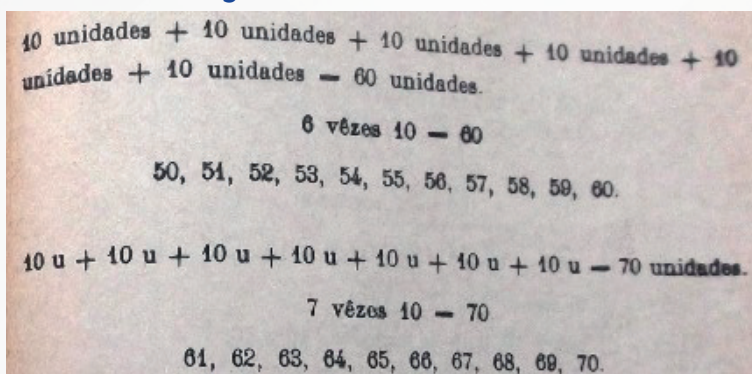 10 unidades + 10 unidades + 10 unidades + 10 unidades + 10
unidades + 10 unidades = 60 unidades.
6 vêzes 10 = 60
50, 51, 52, 53, 54, 55, 56, 57, 58, 59, 60.
10 u + 10 u + 10 u + 10 u + 10 u + 10 u + 10 u = 70 unidades.
7 vêzes 10 = 70
61, 62, 63, 64, 65, 66, 67, 68, 69, 70.